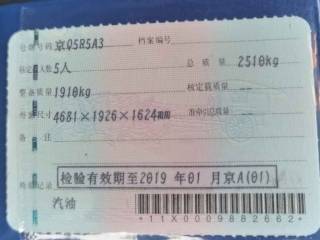 号牌号码 京Q5R5A3 档案编号
核定载人数 5人 总质量 2510kg
整备质量 1910kg 核定载质量 --
外廓尺寸 4681×1926×1624mm 准牵引总质量 --
备注
检验记录 检验有效期至2019年01月京A(01)
汽油
*11X0009882662*